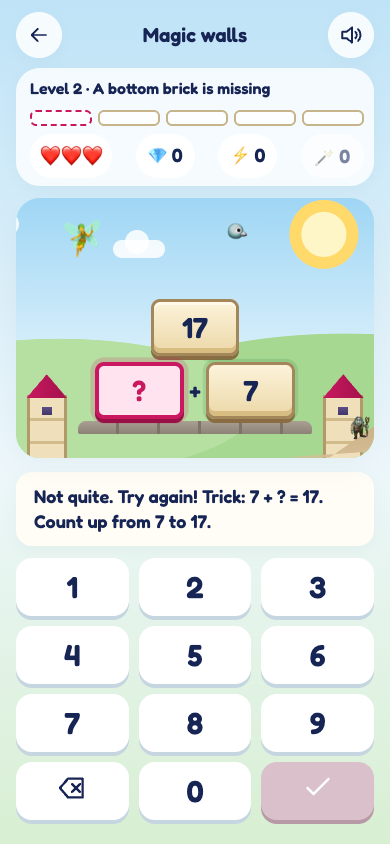 Magic walls
Level 2 · A bottom brick is missing
0 0 0
17
? + 7
Not quite. Try again! Trick: 7 + ? = 17.
Count up from 7 to 17.
1 2 3
4 5 6
7 8 9
0